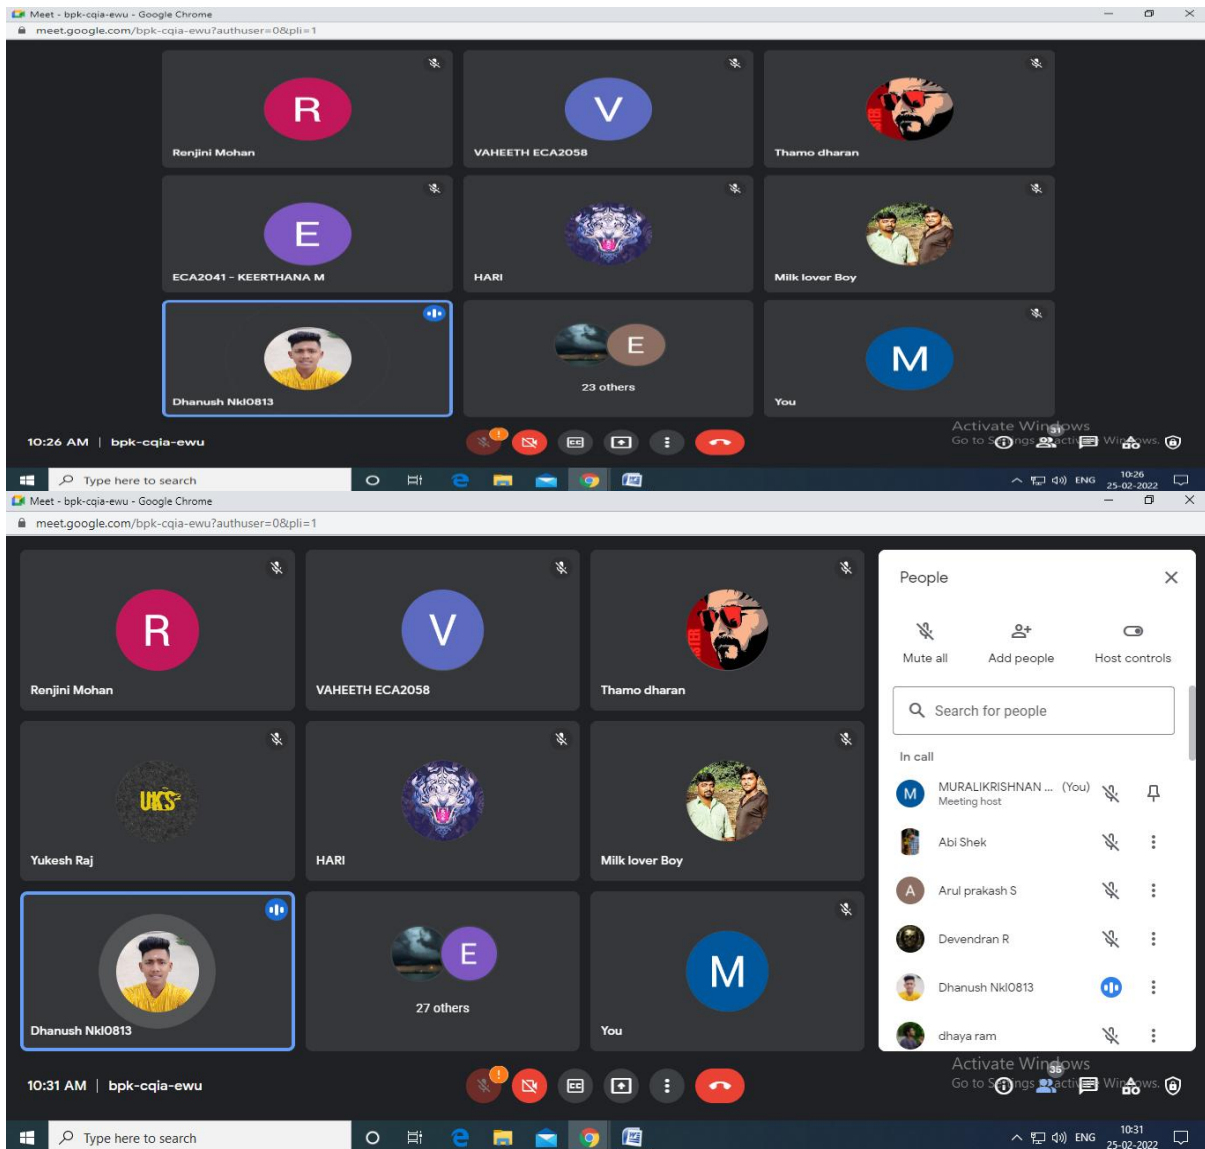 Meet - bpk-cqia-ewu - Google Chrome
meet.google.com/bpk-cqia-ewu?authuser=0&pli=1
R
V
Renjini Mohan
VAHEETH ECA2058
Thamo dharan
E
ECA2041 - KEERTHANA M
HARI
Milk lover Boy
E
M
23 others
Dhanush Nkl0813
You
10:26 AM | bpk-cqia-ewu
31
Activate Windows
Type here to search
ENG
10:26
25-02-2022
Meet - bpk-cqia-ewu - Google Chrome
meet.google.com/bpk-cqia-ewu?authuser=0&pli=1
R
V
Renjini Mohan
VAHEETH ECA2058
Thamo dharan
UKS
Yukesh Raj
HARI
Milk lover Boy
E
M
27 others
Dhanush Nkl0813
You
People
Mute all
Add people
Host controls
Search for people
In call
M
MURALIKRISHNAN ... (You)
Meeting host
Abi Shek
A
Arul prakash S
Devendran R
Dhanush Nkl0813
dhaya ram
10:31 AM | bpk-cqia-ewu
36
Activate Windows
Type here to search
ENG
10:31
25-02-2022